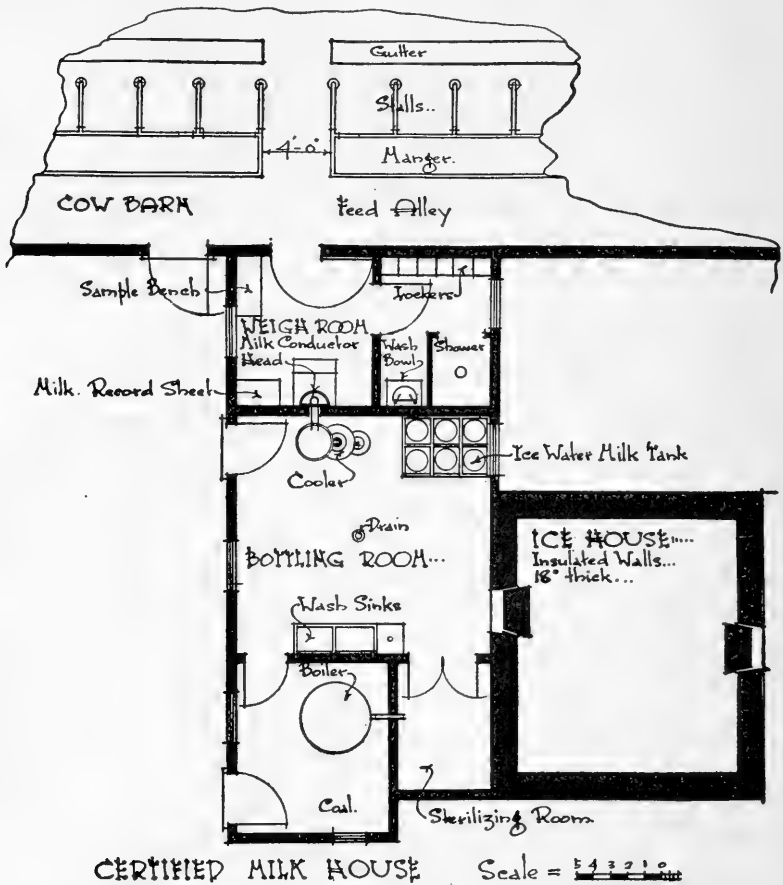 Gutter
Stalls..
4'-0"
Manger.
COW BARN
Feed Alley
Sample Bench
Lockers
WEIGH ROOM
Milk Conductor
Head
Wash
Bowl
Shower
Milk. Record Sheet
Cooler
Ice Water Milk Tank
Drain
BOTTLING ROOM...
ICE HOUSE.....
Insulated Walls...
18" thick...
Wash Sinks
Boiler
Coal.
Sterilizing Room
CERTIFIED MILK HOUSE
Scale = 5 4 3 2 1 0